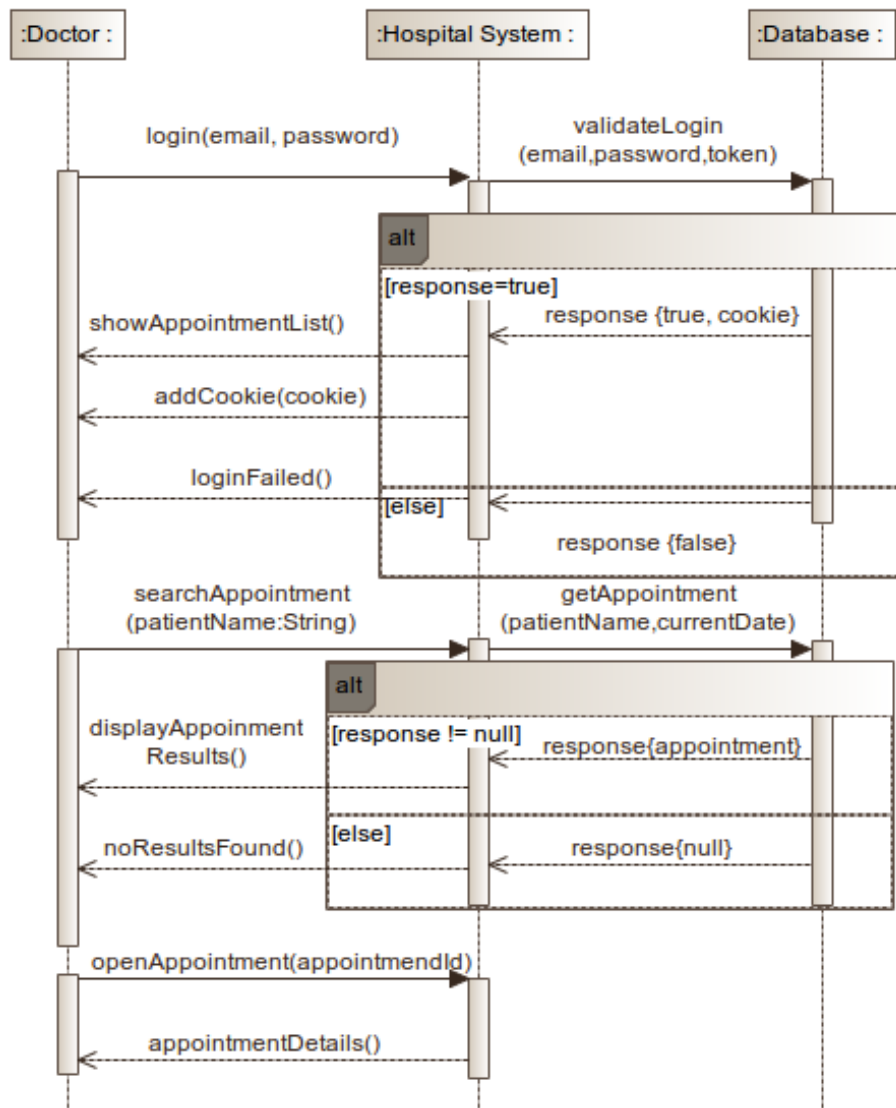 :Doctor :
:Hospital System :
:Database :
login(email, password)
validateLogin
(email,password,token)
alt
[response=true]
response {true, cookie}
showAppointmentList()
addCookie(cookie)
loginFailed()
[else]
response {false}
searchAppointment
(patientName:String)
getAppointment
(patientName,currentDate)
alt
[response != null]
displayAppoinment
Results()
response{appointment}
[else]
noResultsFound()
response{null}
openAppointment(appointmendId)
appointmentDetails()